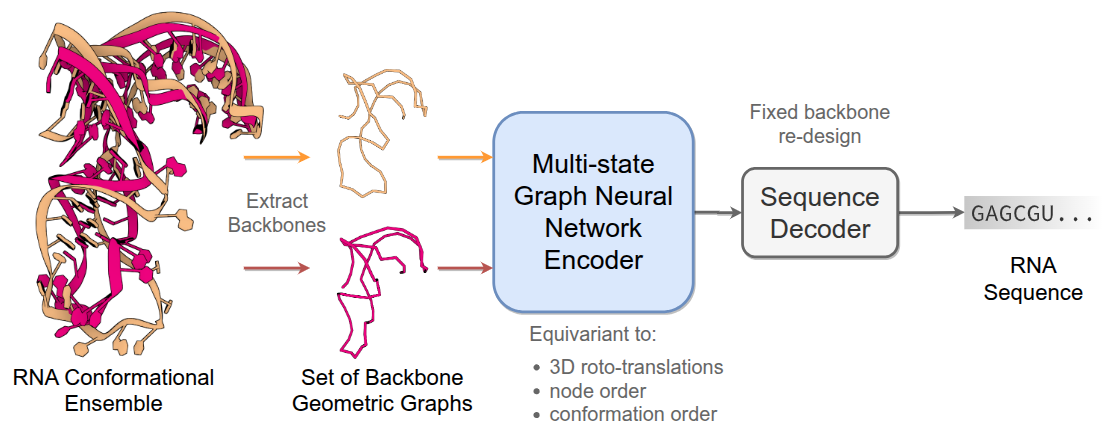 RNA Conformational
Ensemble
Extract
Backbones
Set of Backbone
Geometric Graphs
Multi-state
Graph Neural
Network
Encoder
Equivariant to:
• 3D roto-translations
• node order
• conformation order
Fixed backbone
re-design
Sequence
Decoder
GAGCGU...
RNA
Sequence